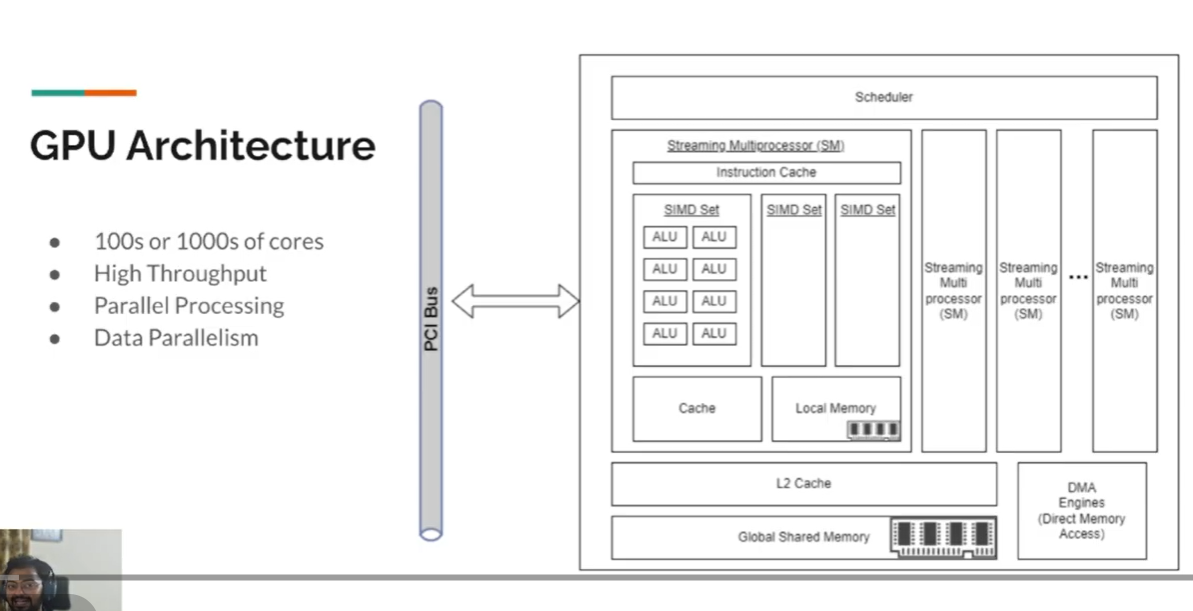 GPU Architecture
● 100s or 1000s of cores
● High Throughput
● Parallel Processing
● Data Parallelism
PCI Bus
Scheduler
Streaming Multiprocessor (SM)
Instruction Cache
SIMD Set
ALU ALU
ALU ALU
ALU ALU
ALU ALU
SIMD Set
SIMD Set
Cache
Local Memory
Streaming
Multi
processor
(SM)
Streaming
Multi
processor
(SM)
...
Streaming
Multi
processor
(SM)
L2 Cache
Global Shared Memory
DMA
Engines
(Direct Memory
Access)